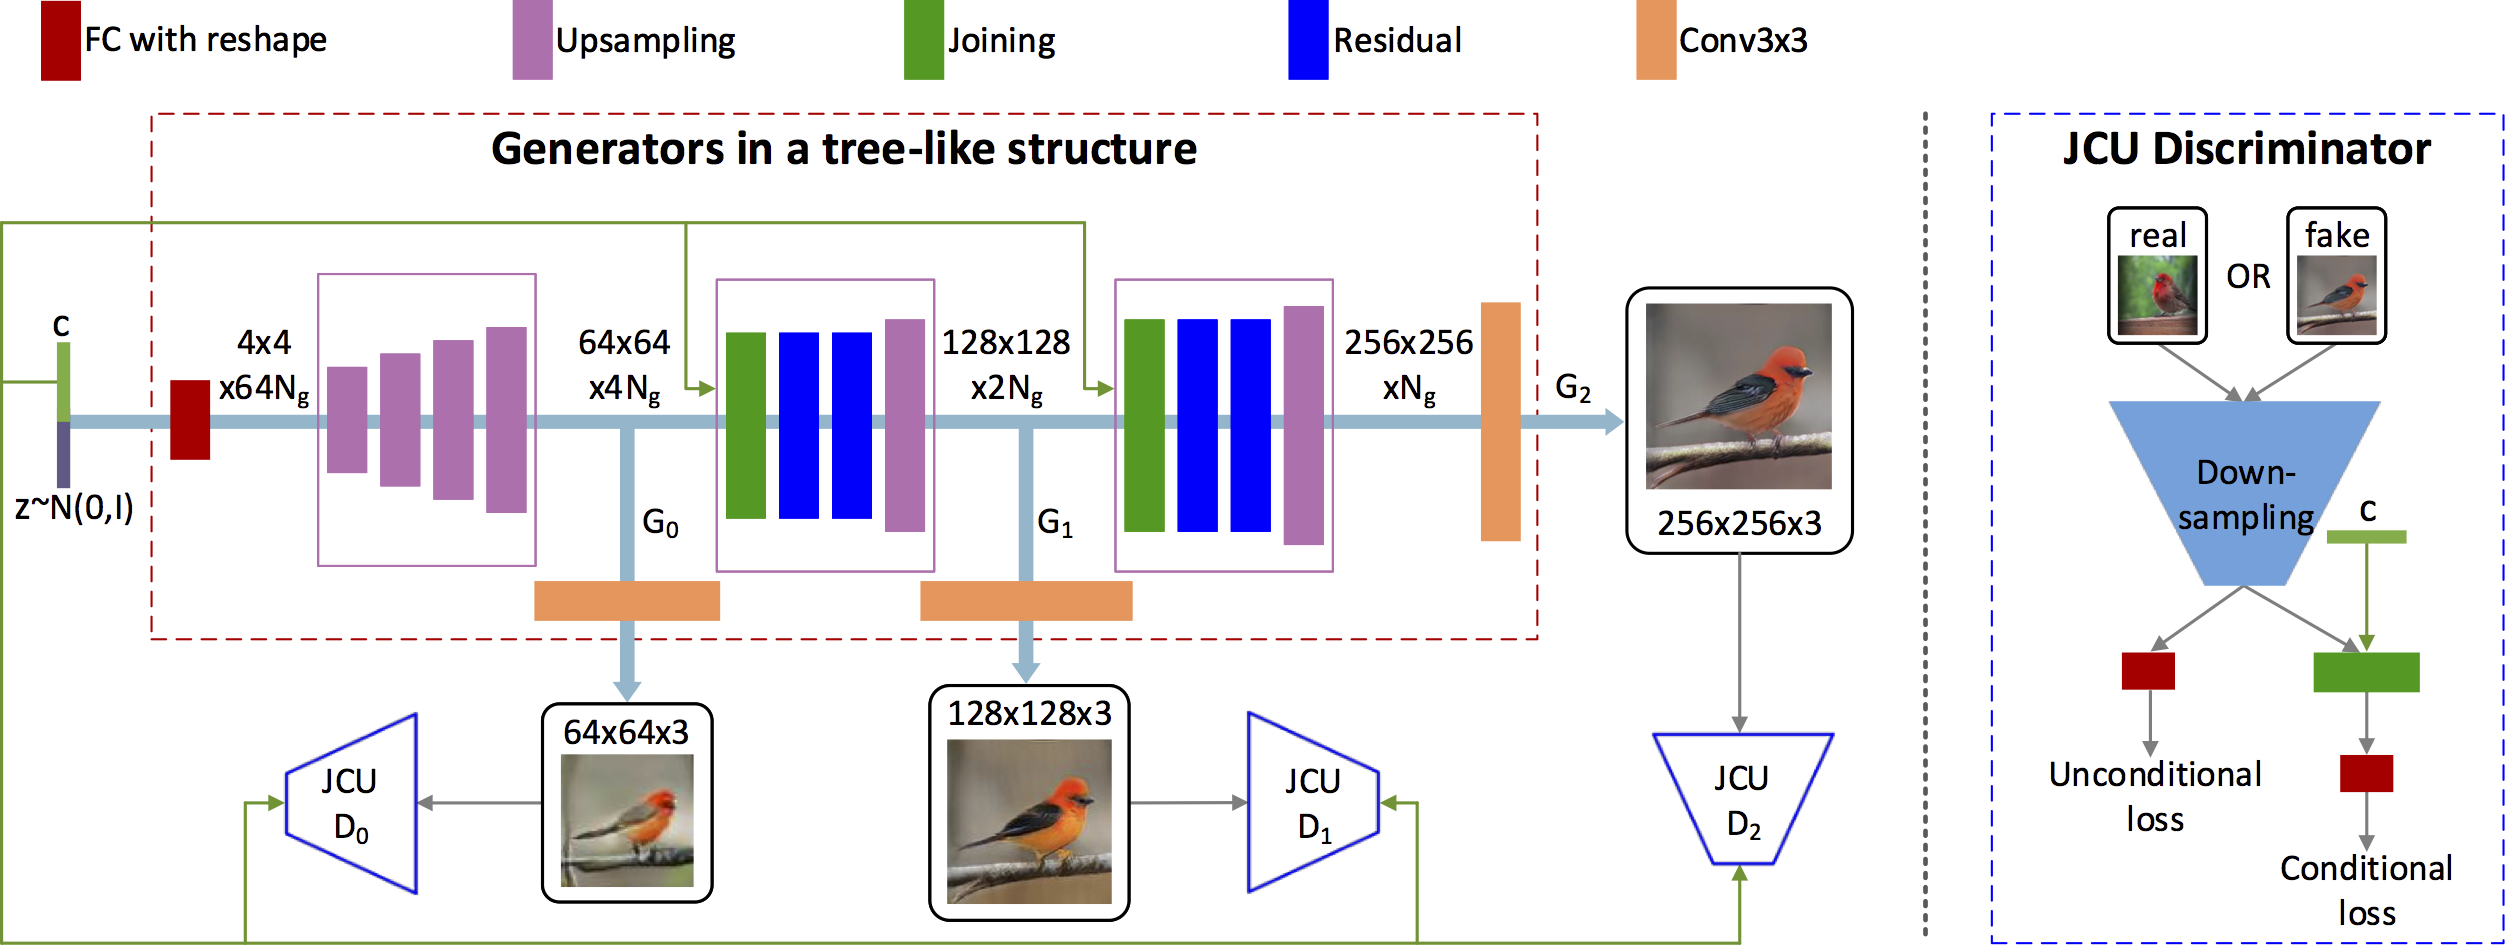 FC with reshape
Upsampling
Joining
Residual
Conv3x3
Generators in a tree-like structure
c
z~N(0,I)
4x4
x64Ng
64x64
x4Ng
128x128
x2Ng
256x256
xNg
G0
G1
G2
256x256x3
64x64x3
128x128x3
JCU
D0
JCU
D1
JCU
D2
JCU Discriminator
real
OR
fake
Down-
sampling
c
Unconditional
loss
Conditional
loss